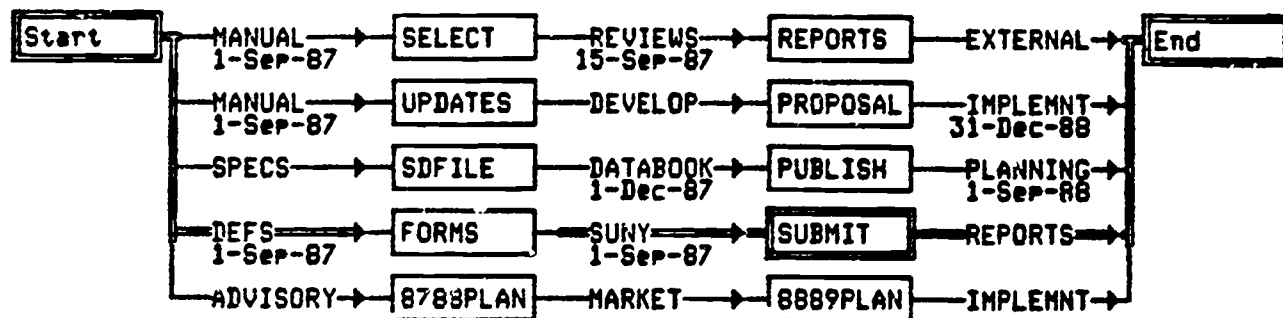 Start MANUAL SELECT REVIEWS REPORTS EXTERNAL End
1-Sep-87 15-Sep-87
MANUAL UPDATES DEVELOP PROPOSAL IMPLEMNT
1-Sep-87 31-Dec-88
SPECS SDFILE DATABOOK PUBLISH PLANNING
1-Dec-87 1-Sep-88
DEFS FORMS SUNY SUBMIT REPORTS
1-Sep-87 1-Sep-87
ADVISORY 8788PLAN MARKET 8889PLAN IMPLEMNT